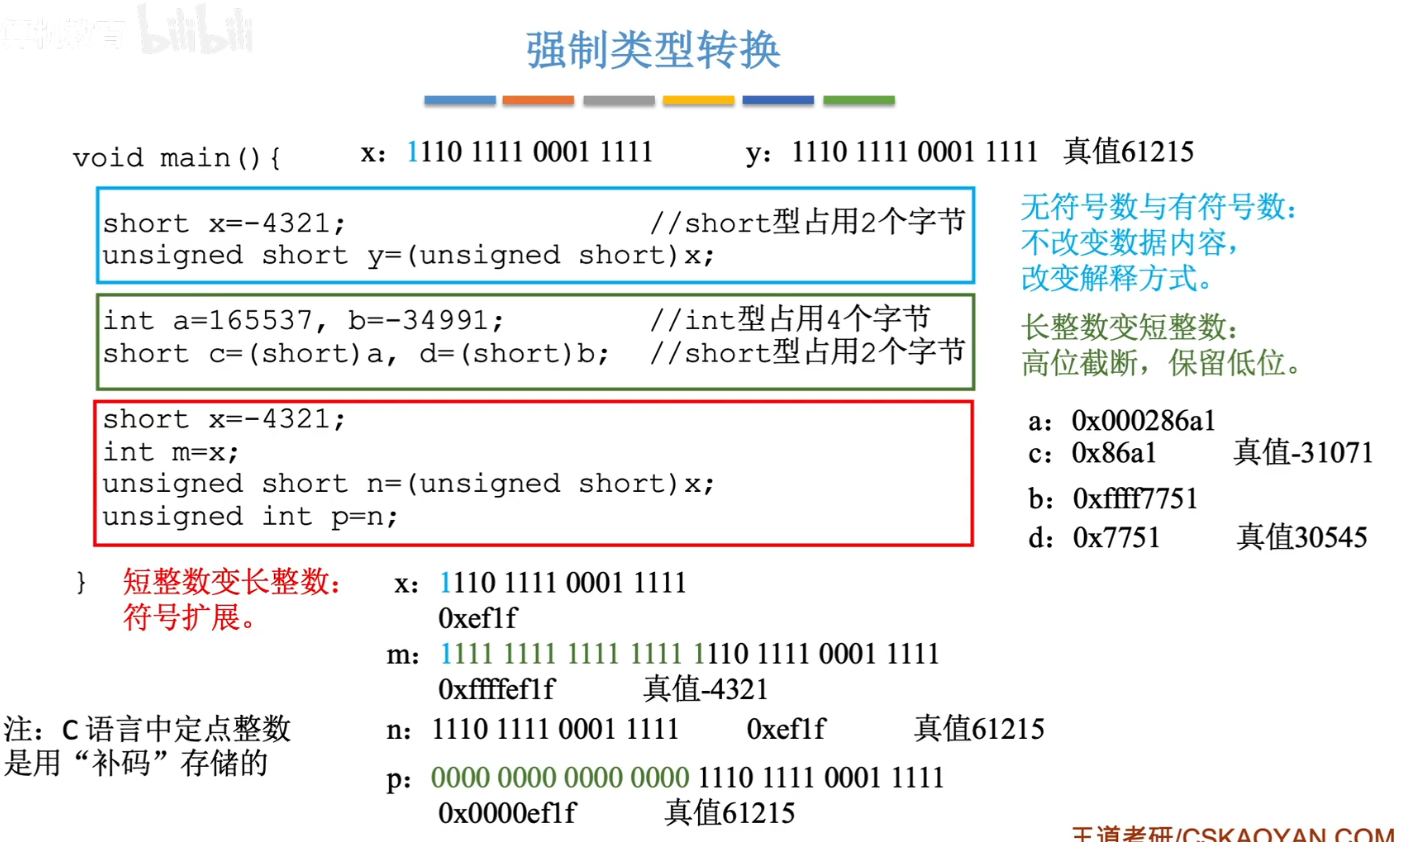 bilibili
强制类型转换
void main(){
x：1110 1111 0001 1111
y：1110 1111 0001 1111 真值61215
short x=-4321; //short型占用2个字节
unsigned short y=(unsigned short)x;
无符号数与有符号数：
不改变数据内容，
改变解释方式。
int a=165537, b=-34991; //int型占用4个字节
short c=(short)a, d=(short)b; //short型占用2个字节
长整数变短整数：
高位截断，保留低位。
short x=-4321;
int m=x;
unsigned short n=(unsigned short)x;
unsigned int p=n;
a：0x000286a1
c：0x86a1 真值-31071
b：0xffff7751
d：0x7751 真值30545
}
短整数变长整数：
符号扩展。
x：1110 1111 0001 1111
0xef1f
m：1111 1111 1111 1111 1110 1111 0001 1111
0xffffef1f 真值-4321
注：C 语言中定点整数
是用“补码”存储的
n：1110 1111 0001 1111 0xef1f 真值61215
p：0000 0000 0000 0000 1110 1111 0001 1111
0x0000ef1f 真值61215
王道考研/CSKAOYAN.COM